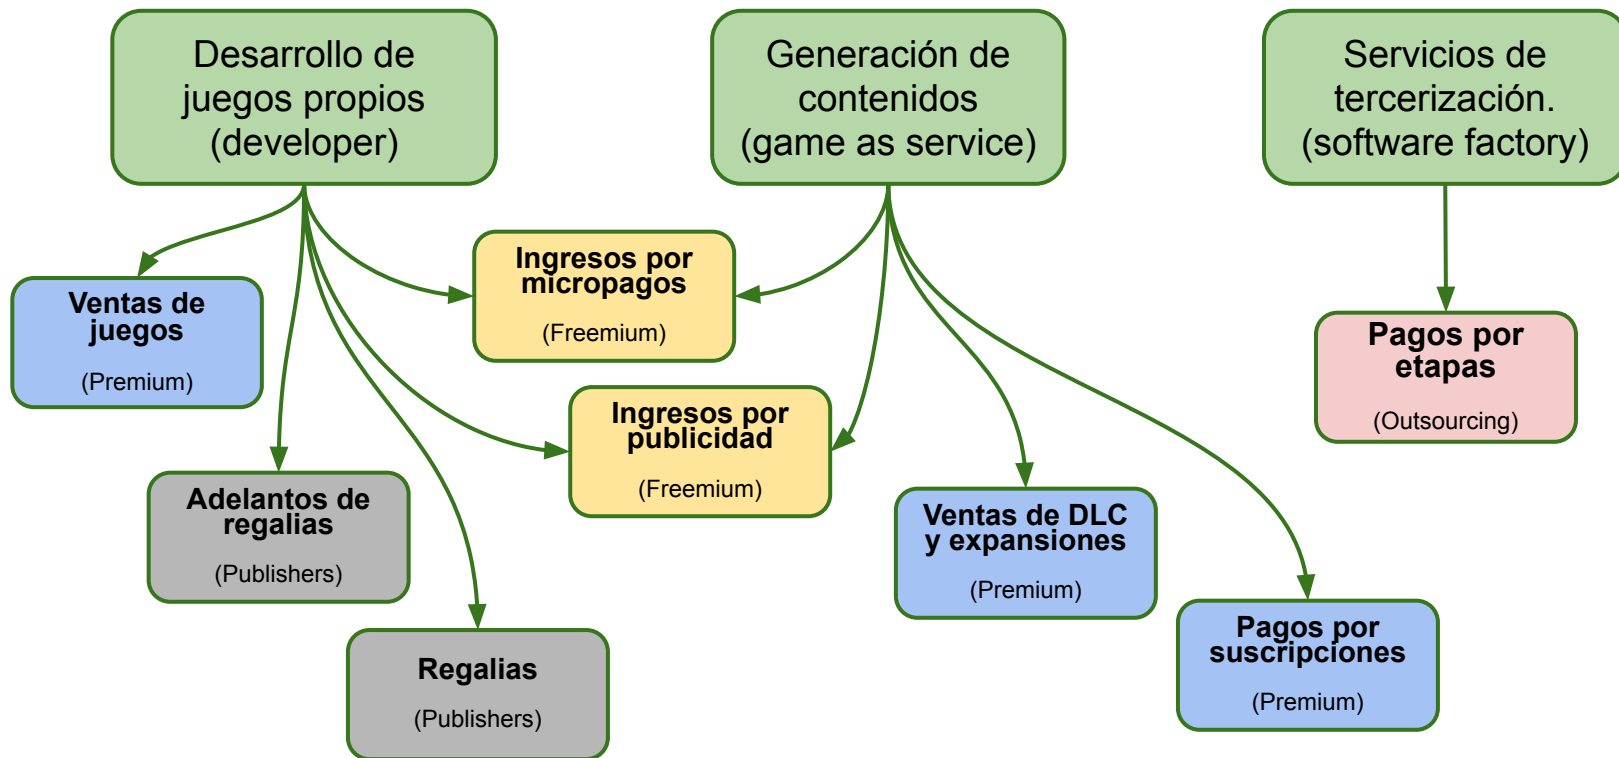 Desarrollo de
juegos propios
(developer)
Generación de
contenidos
(game as service)
Servicios de
tercerización.
(software factory)
Ventas de
juegos
(Premium)
Ingresos por
micropagos
(Freemium)
Pagos por
etapas
(Outsourcing)
Ingresos por
publicidad
(Freemium)
Adelantos de
regalias
(Publishers)
Ventas de DLC
y expansiones
(Premium)
Regalias
(Publishers)
Pagos por
suscripciones
(Premium)